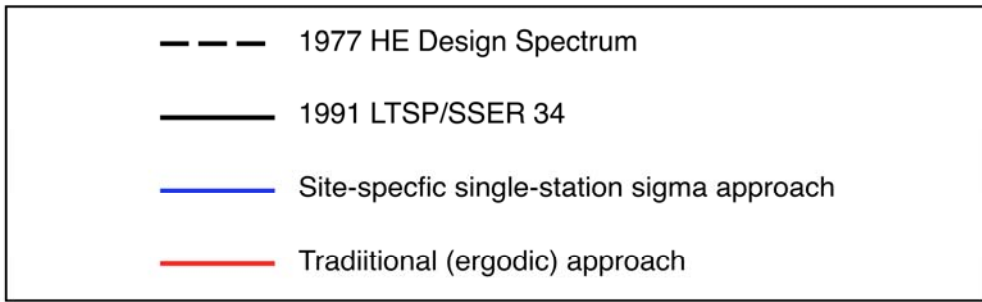 1977 HE Design Spectrum
1991 LTSP/SSER 34
Site-specfic single-station sigma approach
Tradiitional (ergodic) approach